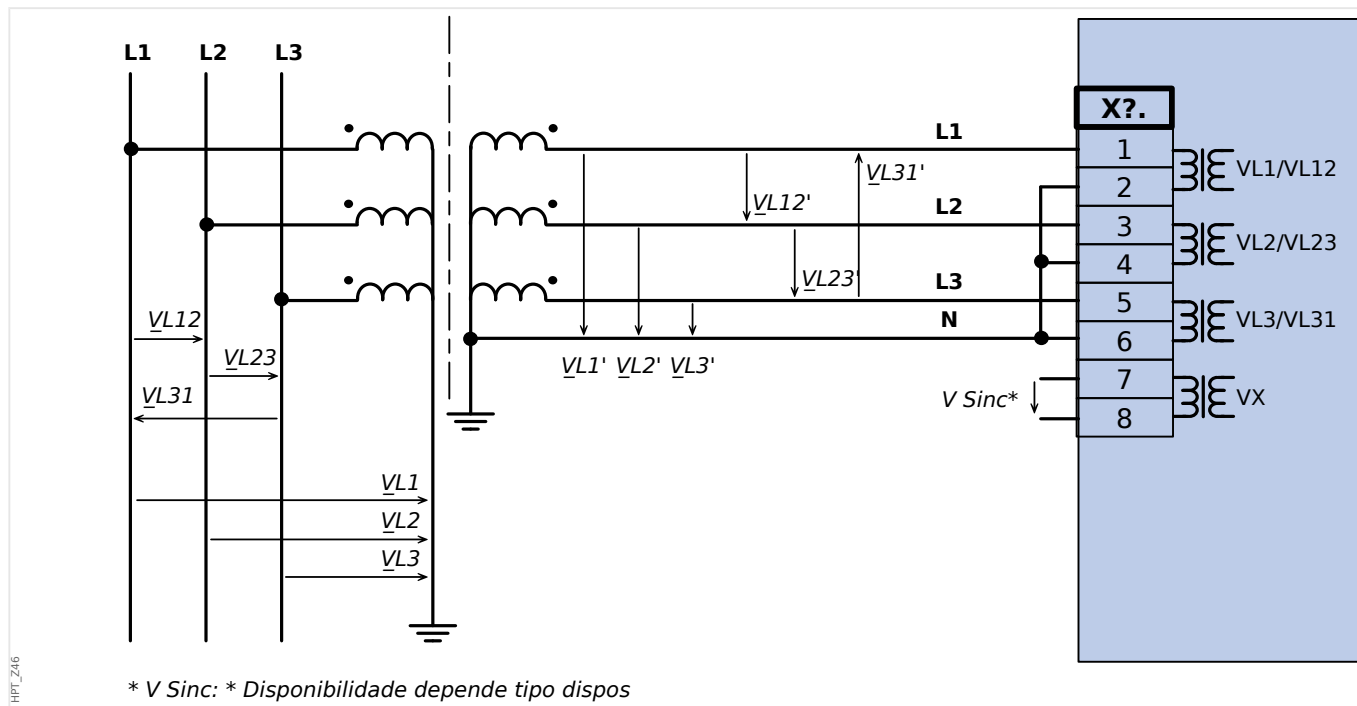 L1 L2 L3
X?.
L1
1
VL31'
VL1/VL12
2
VL12'
L2
3
VL2/VL23
4
VL23'
L3
5
VL3/VL31
N
6
VL12
VL1' VL2' VL3'
VL23
7
VL31
V Sinc*
VX
8
VL1
VL2
VL3
HPT_Z46
* V Sinc: * Disponibilidade depende tipo dispos